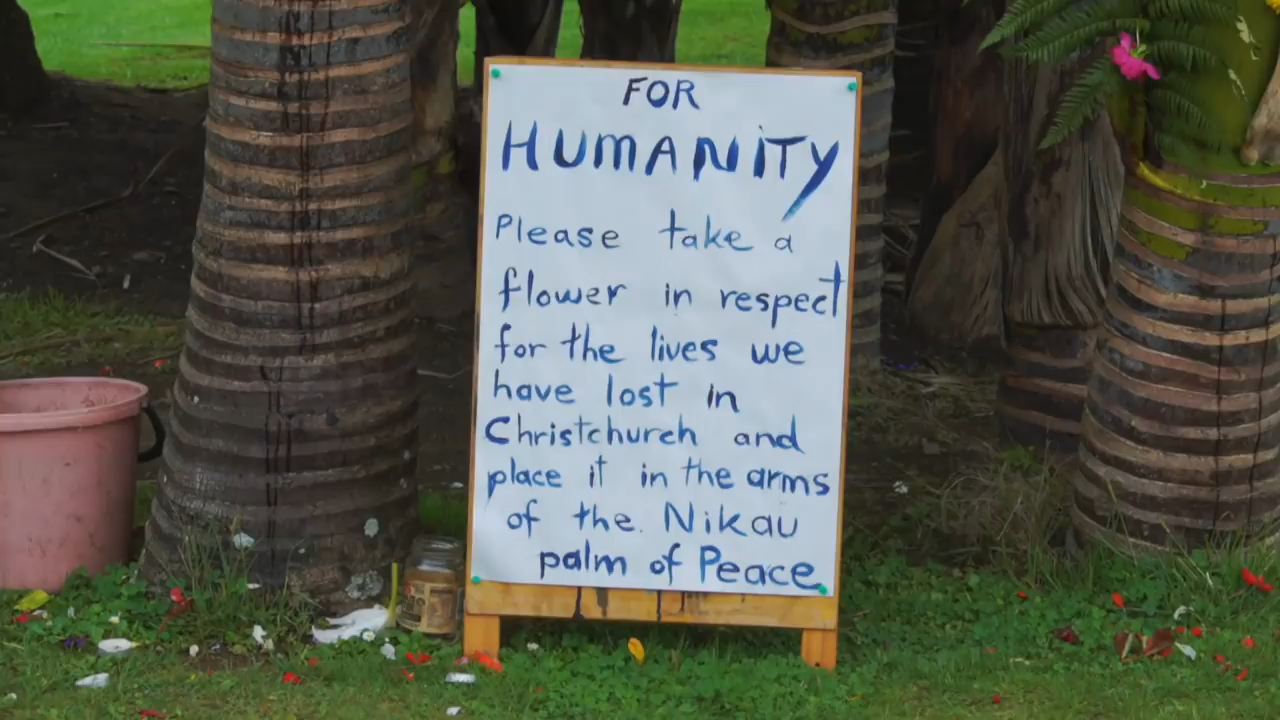 FOR
HUMANITY
Please take a
flower in respect
for the lives we
have lost in
Christchurch and
place it in the arms
of the Nikau
palm of Peace